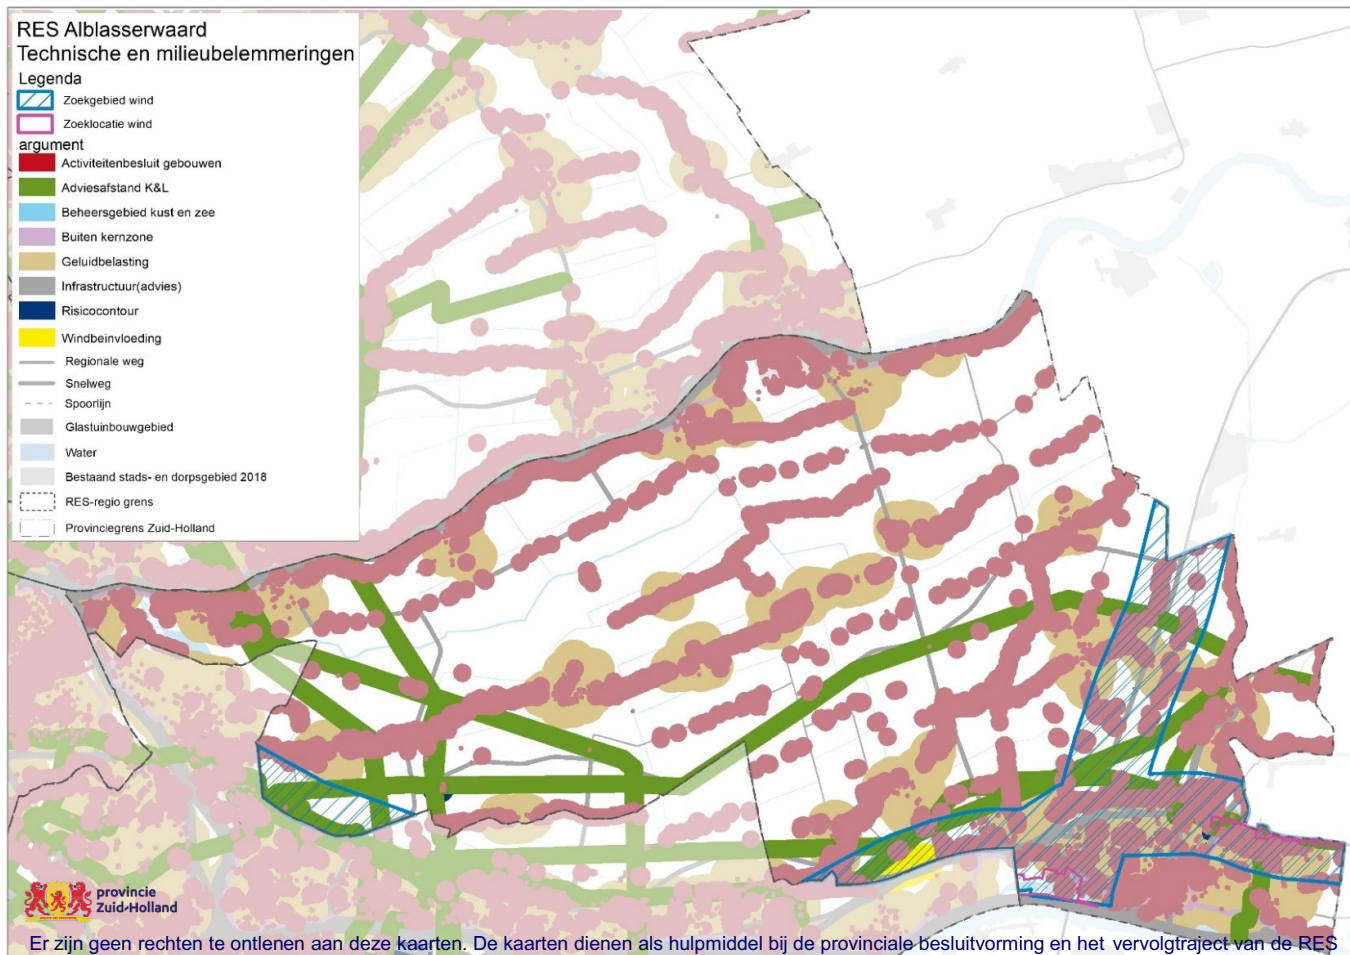 RES Alblasserwaard
Technische en milieubelemmeringen
Legenda
Zoekgebied wind
Zoeklocatie wind
argument
Activiteitenbesluit gebouwen
Adviesafstand K&L
Beheersgebied kust en zee
Buiten kernzone
Geluidbelasting
Infrastructuur(advies)
Risicocontour
Windbeinvloeding
Regionale weg
Snelweg
Spoorlijn
Glastuinbouwgebied
Water
Bestaand stads- en dorpsgebied 2018
RES-regio grens
Provinciegrens Zuid-Holland
provincie
Zuid-Holland
Er zijn geen rechten te ontlenen aan deze kaarten. De kaarten dienen als hulpmiddel bij de provinciale besluitvorming en het vervolgtraject van de RES